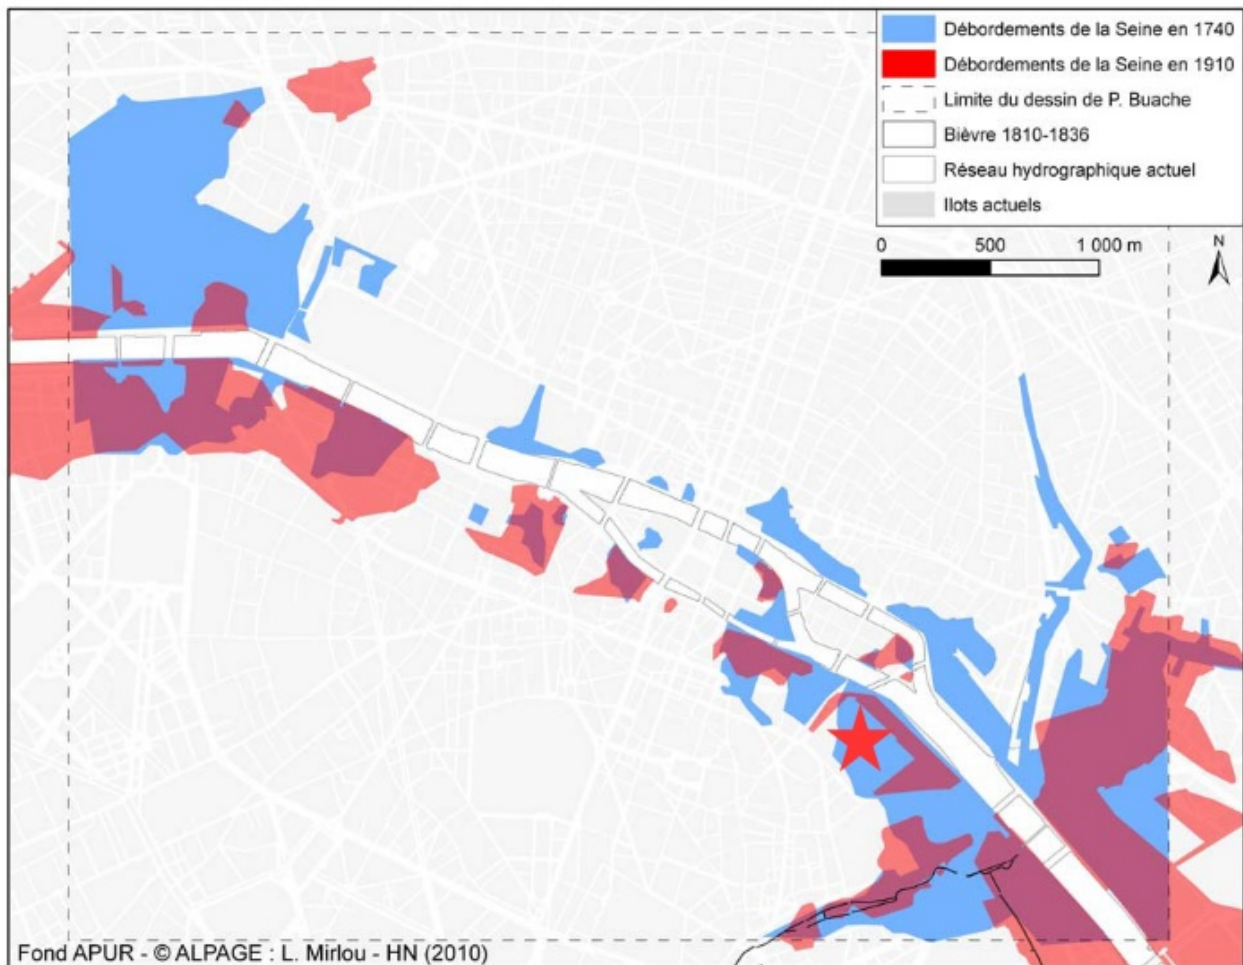 Débordements de la Seine en 1740
Débordements de la Seine en 1910
Limite du dessin de P. Buache
Bièvre 1810-1836
Réseau hydrographique actuel
Ilots actuels
0 500 1 000 m
N
Fond APUR - © ALPAGE : L. Mirlou - HN (2010)